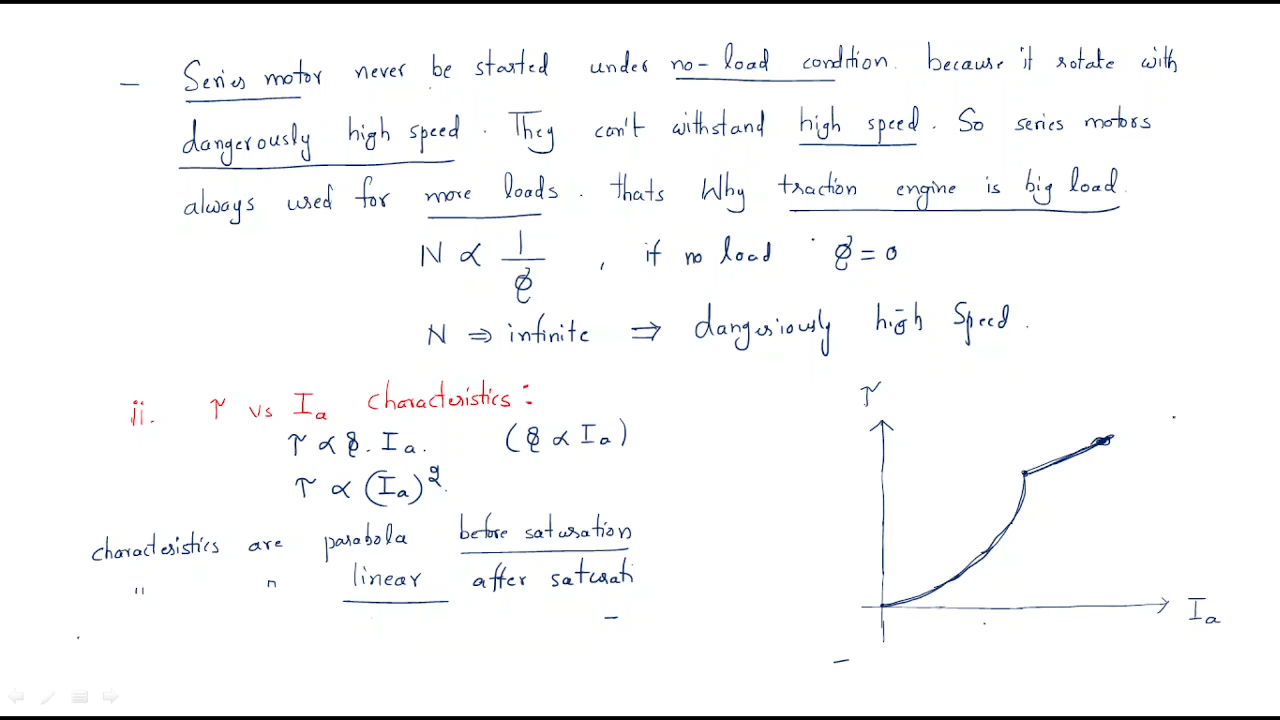 – Series motor never be started under no-load condition. because it rotate with
dangerously high speed. They can't withstand high speed. So series motors
always used for more loads. thats Why traction engine is big load.
N ∝ 1/Φ , if no load Φ = 0
N ⇒ infinite ⇒ dangeriously high Speed.
ii. τ vs Ia characteristics:
τ ∝ Φ. Ia. (Φ ∝ Ia)
τ ∝ (Ia)²
characteristics are parabola before saturation
" " linear after saturati
τ
Ia